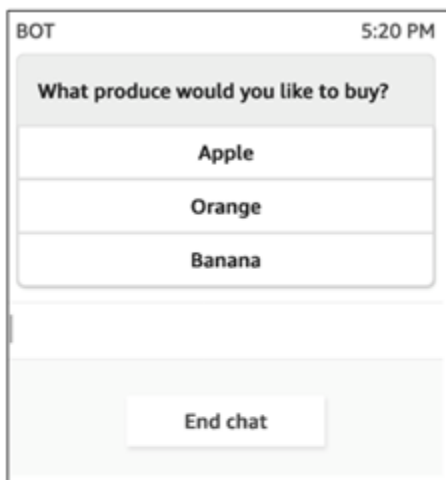 BOT 5:20 PM
What produce would you like to buy?
Apple
Orange
Banana
End chat